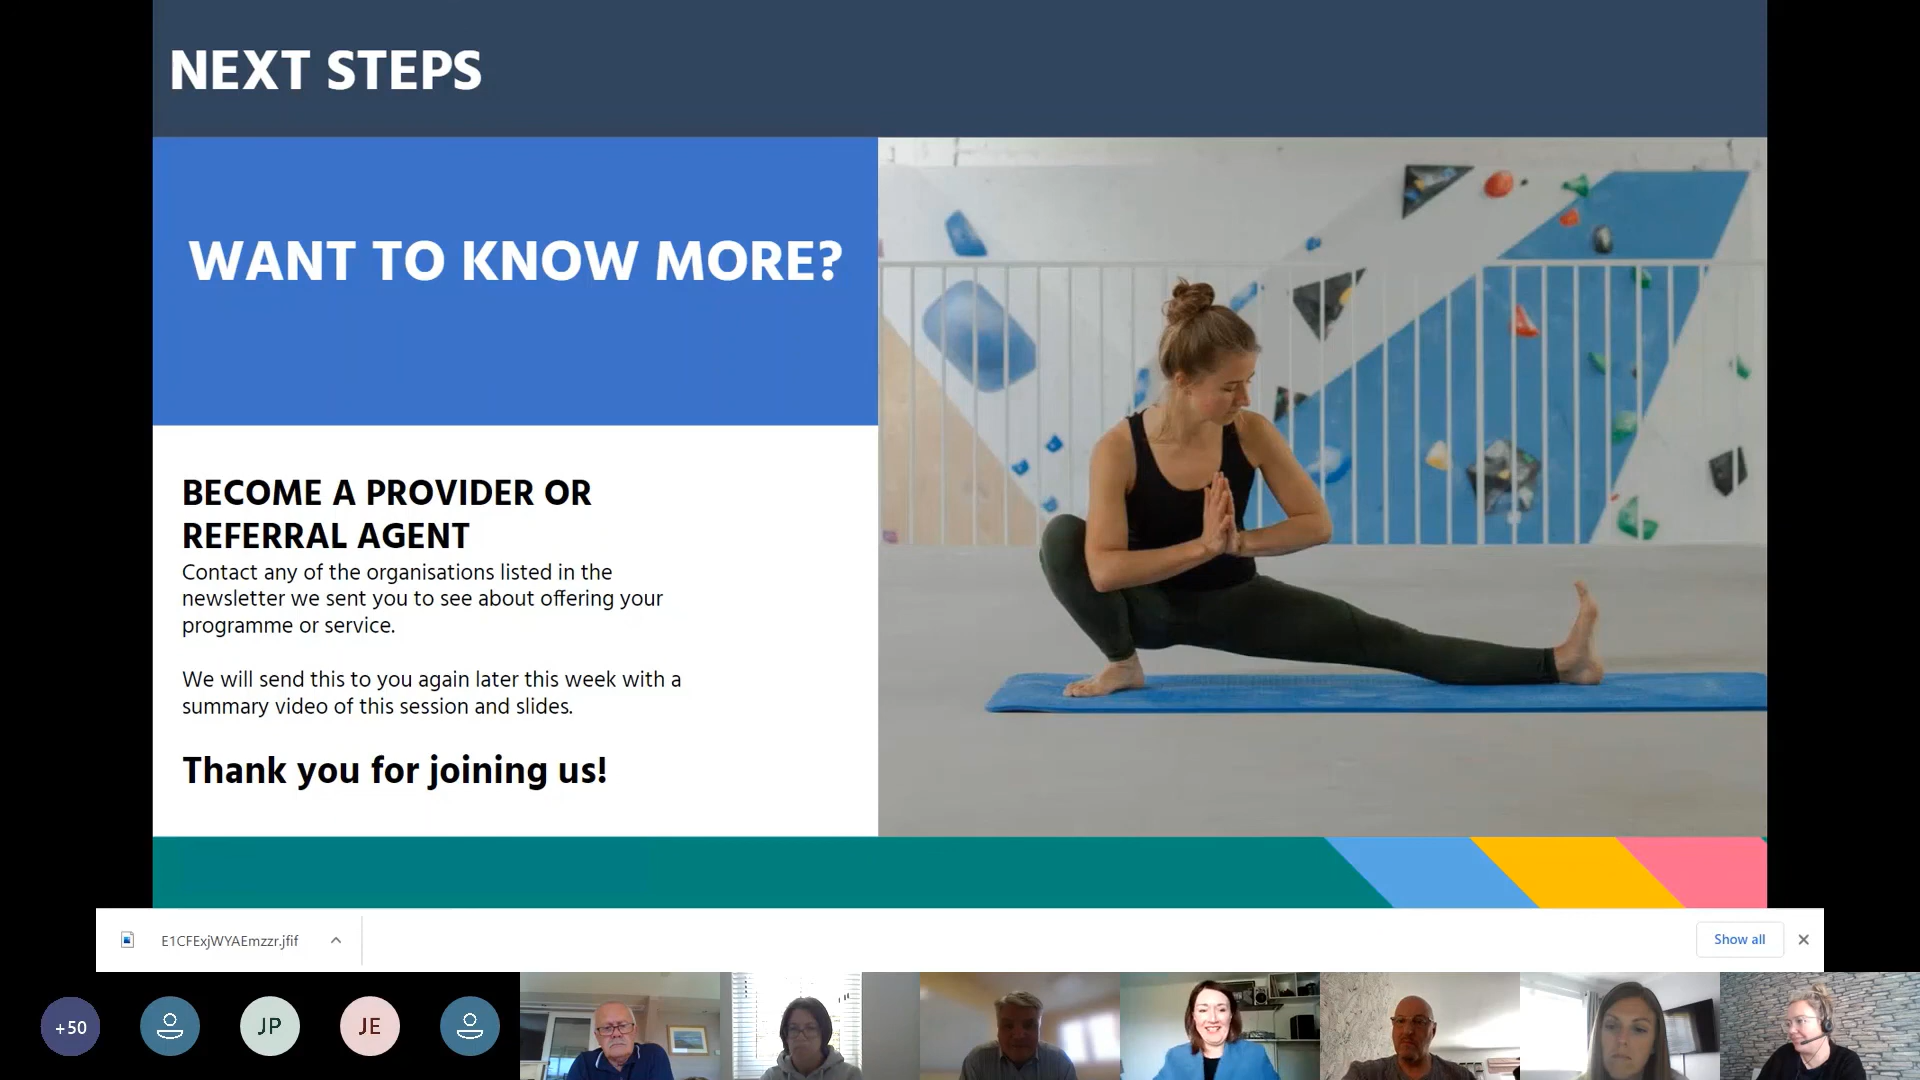 NEXT STEPS
WANT TO KNOW MORE?
BECOME A PROVIDER OR
REFERRAL AGENT
Contact any of the organisations listed in the
newsletter we sent you to see about offering your
programme or service.
We will send this to you again later this week with a
summary video of this session and slides.
Thank you for joining us!
E1CFExjWYAEmzzr.jfif
Show all
+50
JP
JE